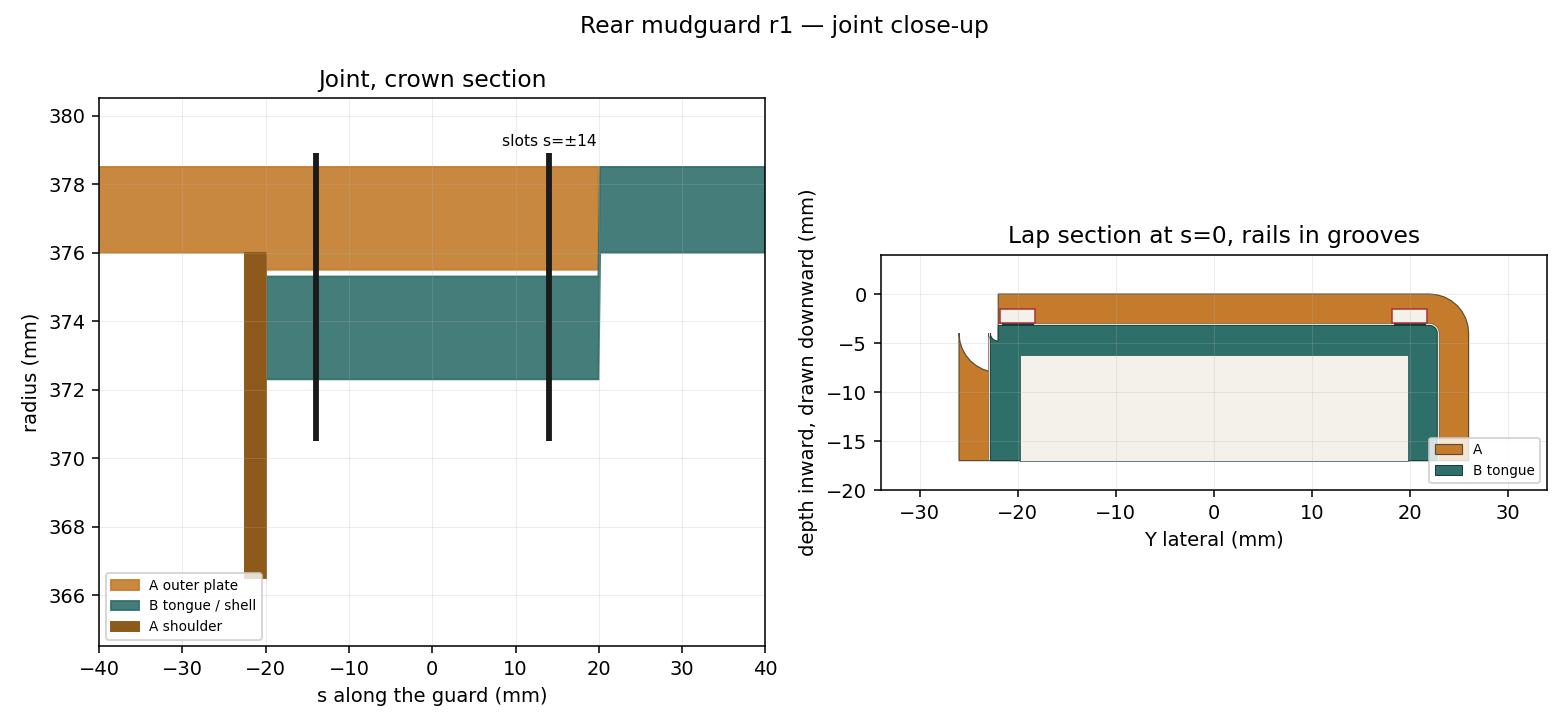 Rear mudguard r1 — joint close-up
Joint, crown section
slots s=±14
380
378
376
374
372
370
368
366
radius (mm)
A outer plate
B tongue / shell
A shoulder
−40
−30
−20
−10
0
10
20
30
40
s along the guard (mm)
Lap section at s=0, rails in grooves
depth inward, drawn downward (mm)
0
−5
−10
−15
−20
A
B tongue
−30
−20
−10
0
10
20
30
Y lateral (mm)